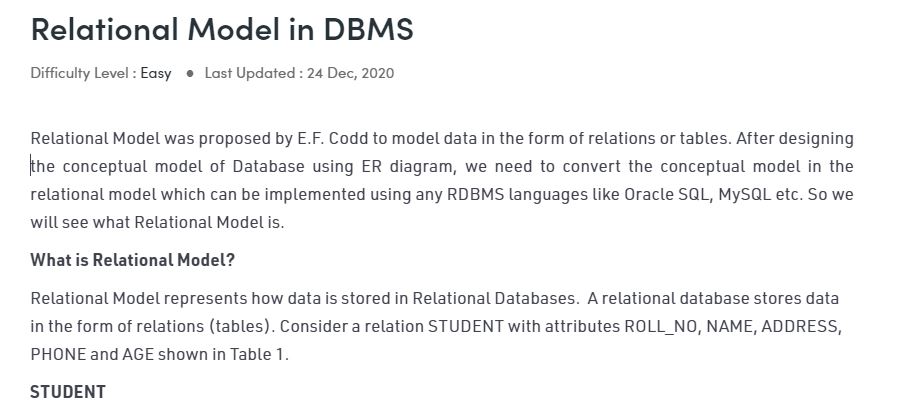 Relational Model in DBMS
Difficulty Level : Easy ● Last Updated : 24 Dec, 2020
Relational Model was proposed by E.F. Codd to model data in the form of relations or tables. After designing
the conceptual model of Database using ER diagram, we need to convert the conceptual model in the
relational model which can be implemented using any RDBMS languages like Oracle SQL, MySQL etc. So we
will see what Relational Model is.
What is Relational Model?
Relational Model represents how data is stored in Relational Databases. A relational database stores data
in the form of relations (tables). Consider a relation STUDENT with attributes ROLL_NO, NAME, ADDRESS,
PHONE and AGE shown in Table 1.
STUDENT